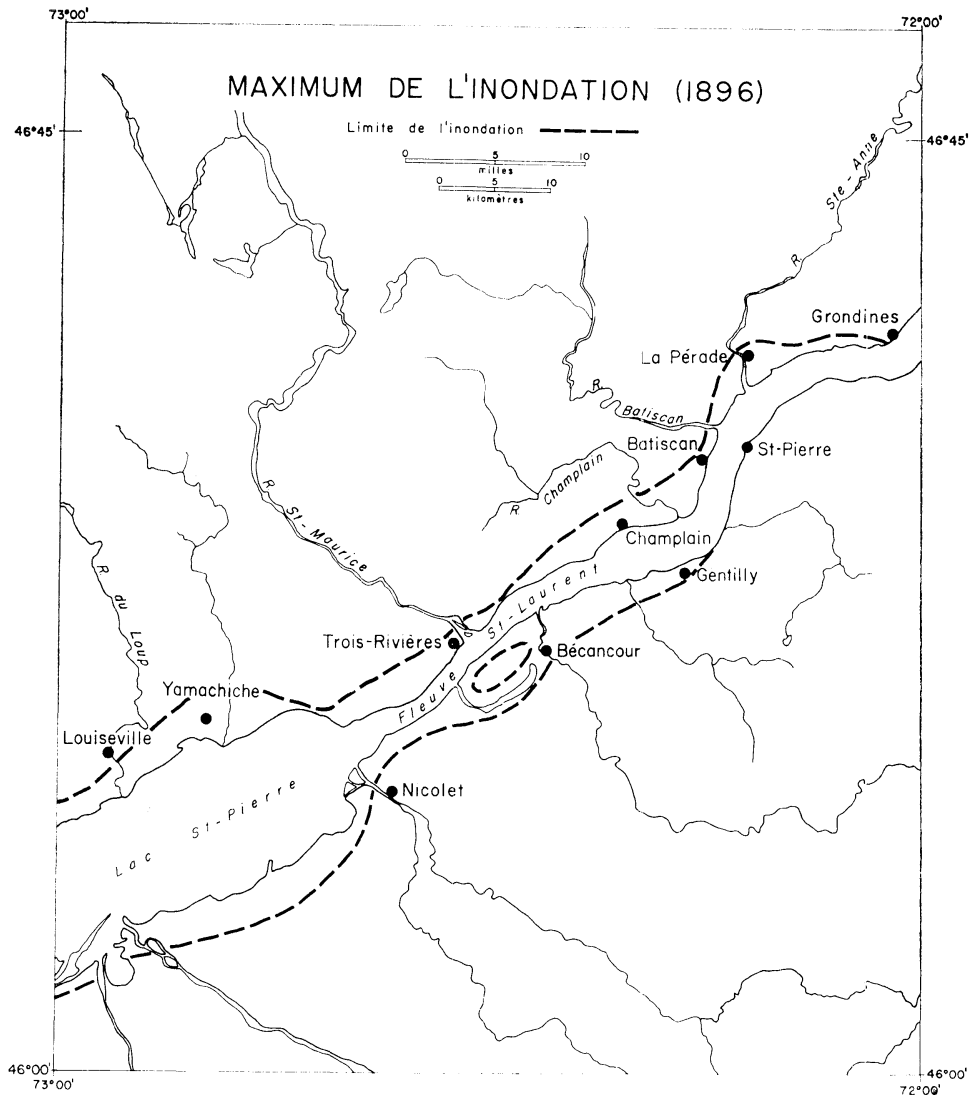 73°00'
72°00'
MAXIMUM DE L'INONDATION (1896)
Limite de l'inondation
46°45'
46°45'
0 5 10
milles
0 5 10
kilomètres
R. Ste-Anne
Grondines
La Pérade
R. Batiscan
Batiscan
St-Pierre
R. Champlain
Champlain
R. St-Maurice
Gentilly
Fleuve St-Laurent
R. du Loup
Trois-Rivières
Bécancour
Yamachiche
Louiseville
Nicolet
Lac St-Pierre
46°00'
46°00'
73°00'
72°00'